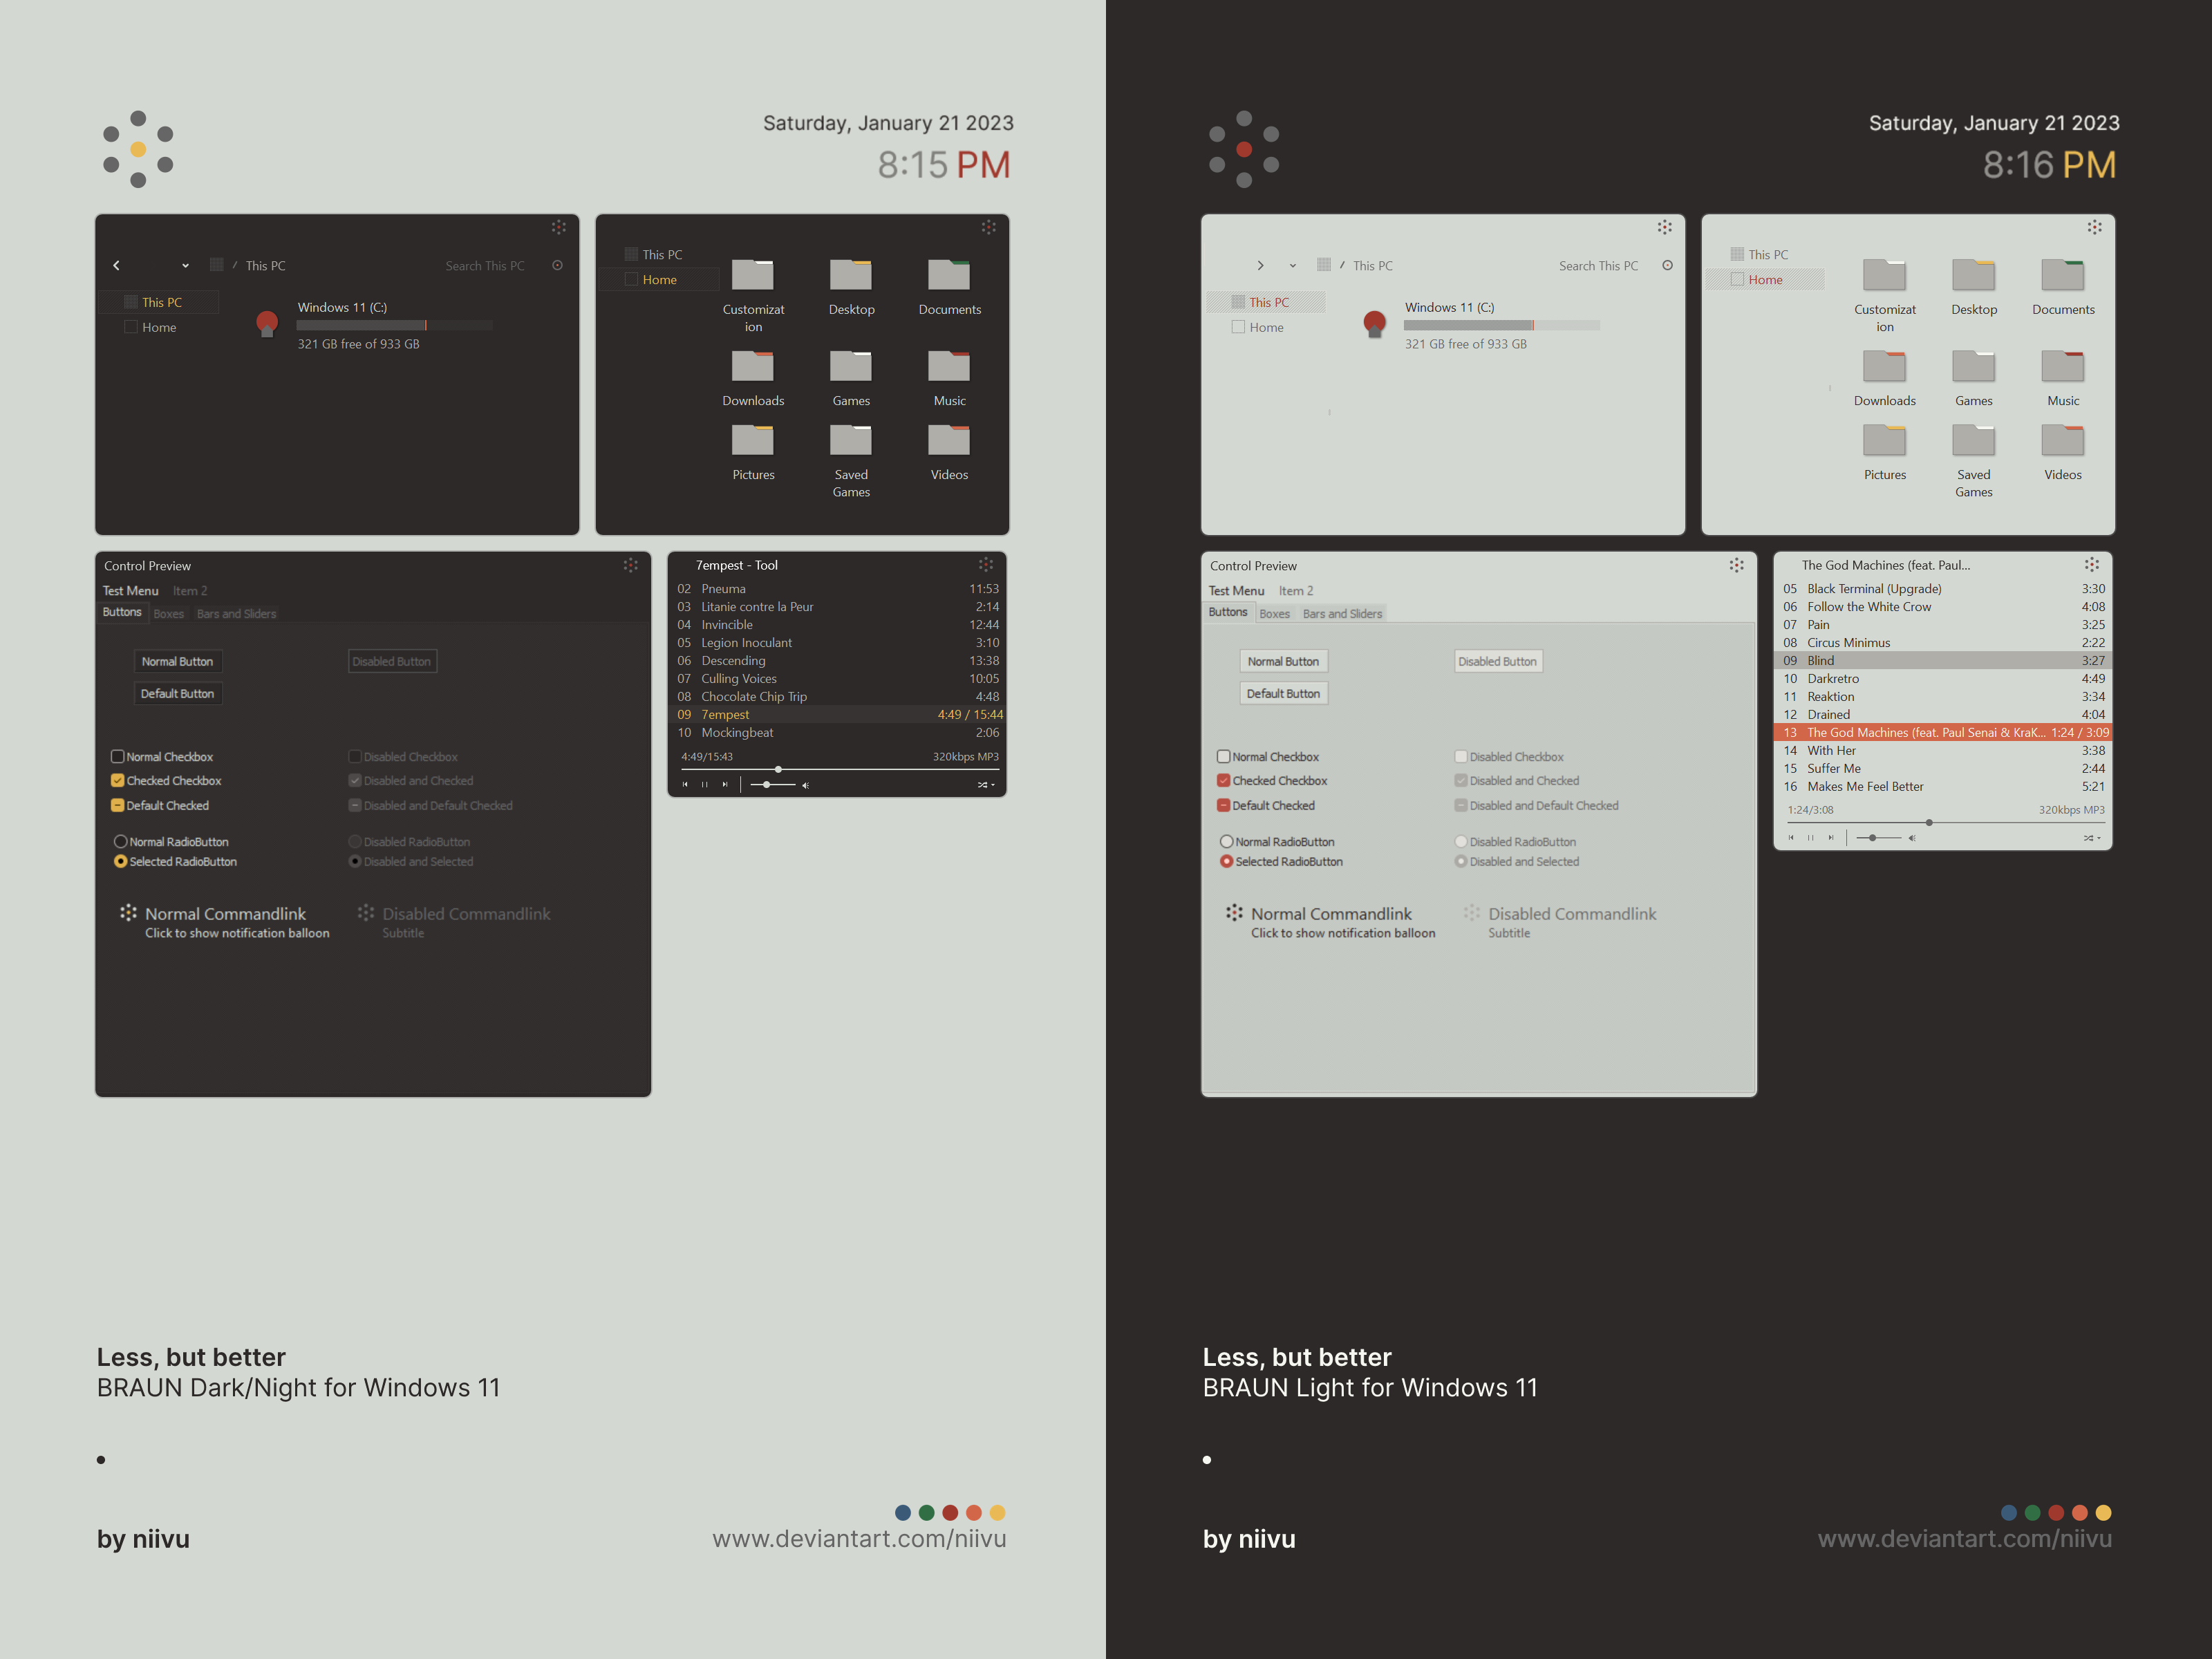 Saturday, January 21 2023
8:15 PM
This PC
Search This PC
This PC
Home
Windows 11 (C:)
321 GB free of 933 GB
This PC
Home
Customizat
ion
Desktop
Documents
Downloads
Games
Music
Pictures
Saved
Games
Videos
Control Preview
Test Menu Item 2
Buttons Boxes Bars and Sliders
Normal Button
Disabled Button
Default Button
Normal Checkbox
Disabled Checkbox
Checked Checkbox
Disabled and Checked
Default Checked
Disabled and Default Checked
Normal RadioButton
Disabled RadioButton
Selected RadioButton
Disabled and Selected
Normal Commandlink
Click to show notification balloon
Disabled Commandlink
Subtitle
7empest - Tool
02 Pneuma 11:53
03 Litanie contre la Peur 2:14
04 Invincible 12:44
05 Legion Inoculant 3:10
06 Descending 13:38
07 Culling Voices 10:05
08 Chocolate Chip Trip 4:48
09 7empest 4:49 / 15:44
10 Mockingbeat 2:06
4:49/15:43 320kbps MP3
Less, but better
BRAUN Dark/Night for Windows 11
by niivu
www.deviantart.com/niivu
Saturday, January 21 2023
8:16 PM
/ This PC
Search This PC
This PC
Home
Windows 11 (C:)
321 GB free of 933 GB
This PC
Home
Customizat
ion
Desktop
Documents
Downloads
Games
Music
Pictures
Saved
Games
Videos
Control Preview
Test Menu Item 2
Buttons Boxes Bars and Sliders
Normal Button
Disabled Button
Default Button
Normal Checkbox
Disabled Checkbox
Checked Checkbox
Disabled and Checked
Default Checked
Disabled and Default Checked
Normal RadioButton
Disabled RadioButton
Selected RadioButton
Disabled and Selected
Normal Commandlink
Click to show notification balloon
Disabled Commandlink
Subtitle
The God Machines (feat. Paul...
05 Black Terminal (Upgrade) 3:30
06 Follow the White Crow 4:08
07 Pain 3:25
08 Circus Minimus 2:22
09 Blind 3:27
10 Darkretro 4:49
11 Reaktion 3:34
12 Drained 4:04
13 The God Machines (feat. Paul Senai & KraK... 1:24 / 3:09
14 With Her 3:38
15 Suffer Me 2:44
16 Makes Me Feel Better 5:21
1:24/3:08 320kbps MP3
Less, but better
BRAUN Light for Windows 11
by niivu
www.deviantart.com/niivu